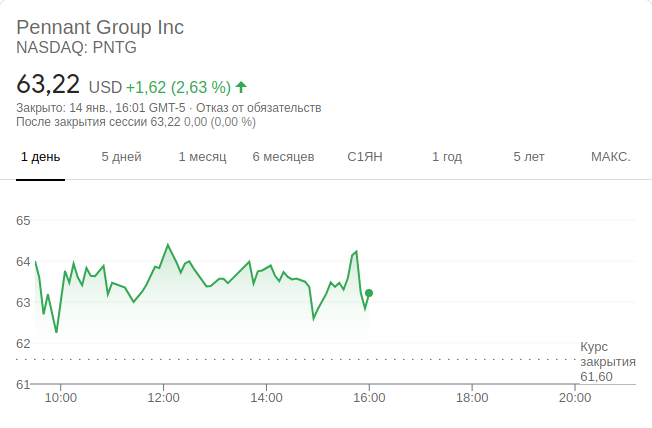 Pennant Group Inc
NASDAQ: PNTG
63,22 USD +1,62 (2,63 %)
Закрыто: 14 янв., 16:01 GMT-5 · Отказ от обязательств
После закрытия сессии 63,22 0,00 (0,00 %)
1 день 5 дней 1 месяц 6 месяцев С1ЯН 1 год 5 лет МАКС.
65
64
63
62
Курс
закрытия
61,60
61
10:00 12:00 14:00 16:00 18:00 20:00